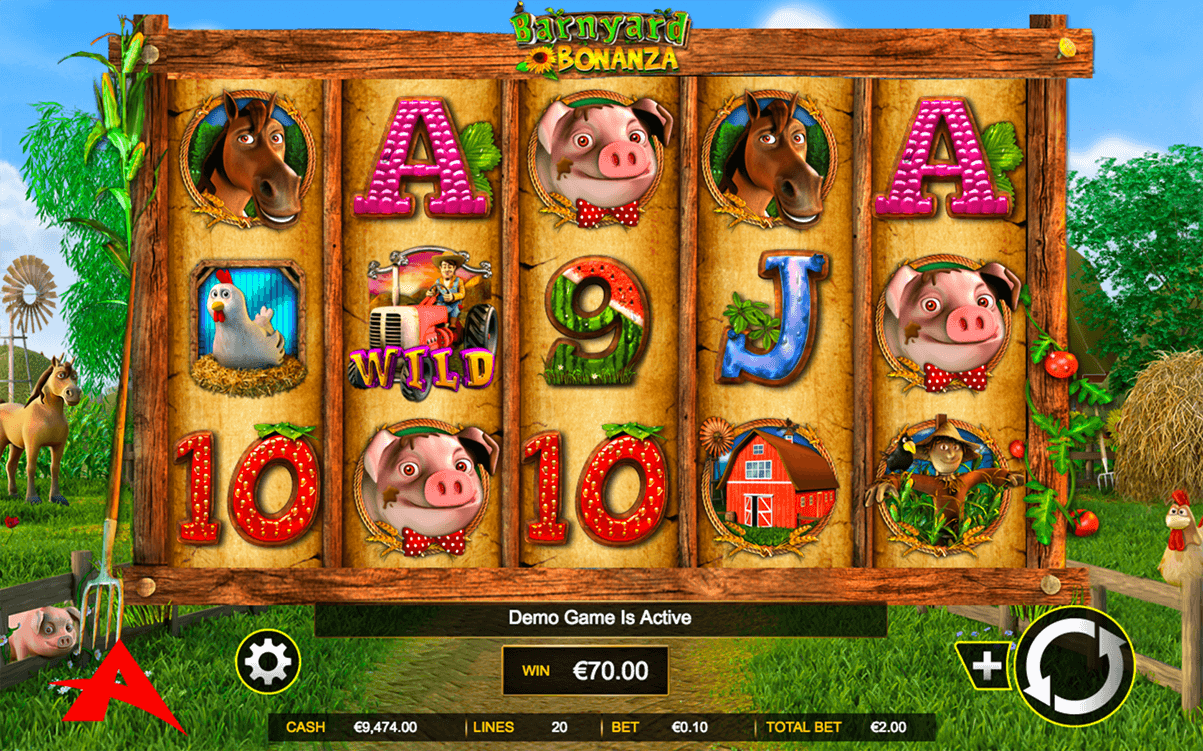 Barnyard
BONANZA
A A
WILD 9 J
10 10
Demo Game Is Active
WIN €70.00
CASH €9,474.00 LINES 20 BET €0.10 TOTAL BET €2.00